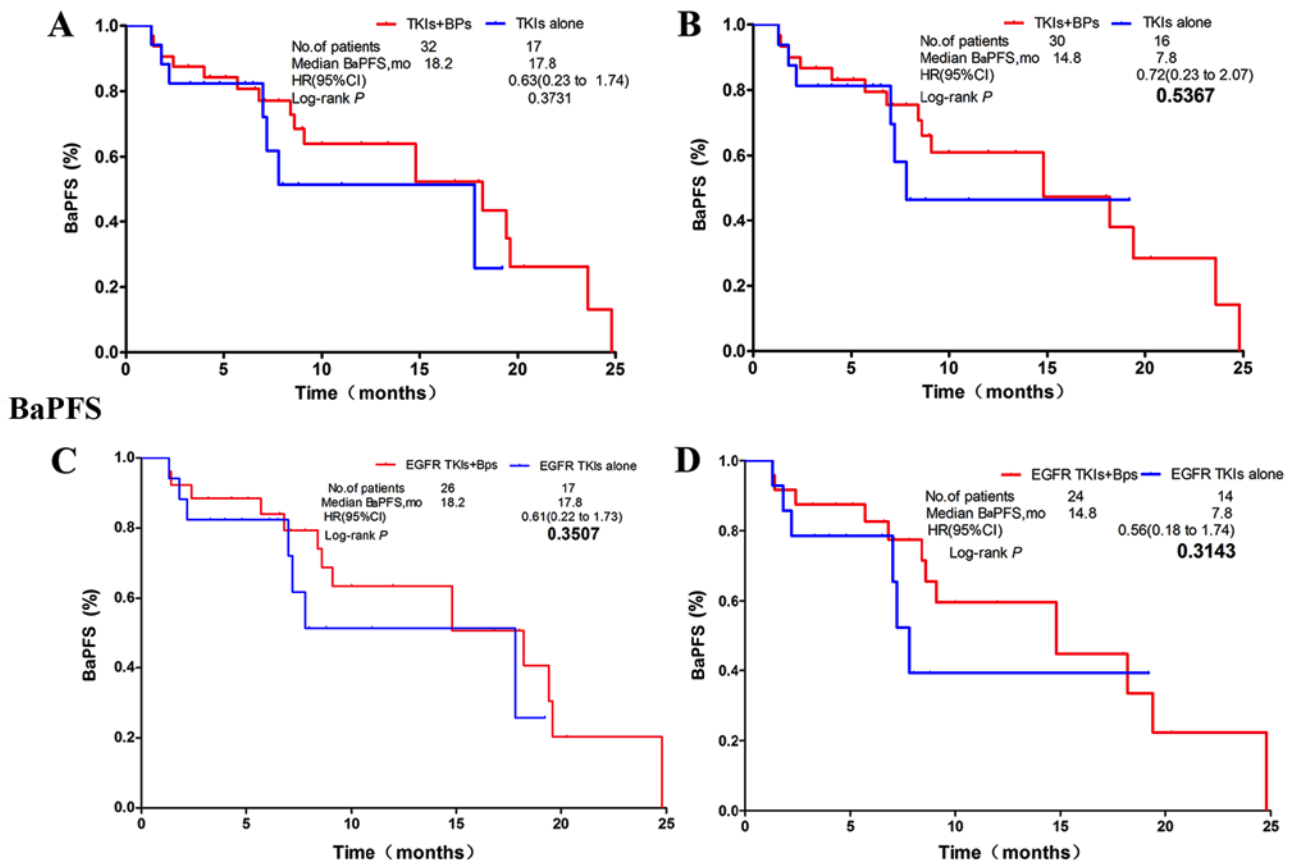 A
TKIs+BPs TKIs alone
No.of patients 32 17
Median BaPFS,mo 18.2 17.8
HR(95%CI) 0.63(0.23 to 1.74)
Log-rank P 0.3731
BaPFS (%)
1.0
0.8
0.6
0.4
0.2
0.0
0 5 10 15 20 25
Time (months)
B
TKIs+BPs TKIs alone
No.of patients 30 16
Median BaPFS,mo 14.8 7.8
HR(95%CI) 0.72(0.23 to 2.07)
Log-rank P 0.5367
BaPFS (%)
1.0
0.8
0.6
0.4
0.2
0.0
0 5 10 15 20 25
Time (months)
BaPFS
C
EGFR TKIs+Bps EGFR TKIs alone
No.of patients 26 17
Median BaPFS,mo 18.2 17.8
HR(95%CI) 0.61(0.22 to 1.73)
Log-rank P 0.3507
BaPFS (%)
1.0
0.8
0.6
0.4
0.2
0.0
0 5 10 15 20 25
Time (months)
D
EGFR TKIs+Bps EGFR TKIs alone
No.of patients 24 14
Median BaPFS,mo 14.8 7.8
HR(95%CI) 0.56(0.18 to 1.74)
Log-rank P 0.3143
BaPFS (%)
1.0
0.8
0.6
0.4
0.2
0.0
0 5 10 15 20 25
Time (months)